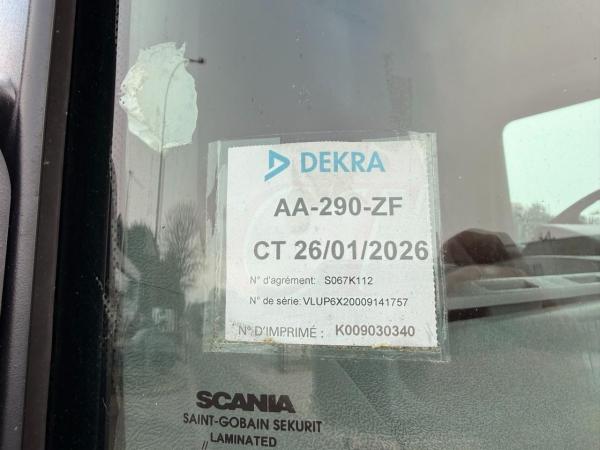 DEKRA
AA-290-ZF
CT 26/01/2026
N° d'agrément: S067K112
N° de série: VLUP6X20009141757
N° D'IMPRIMÉ : K009030340
SCANIA
SAINT-GOBAIN SEKURIT
LAMINATED